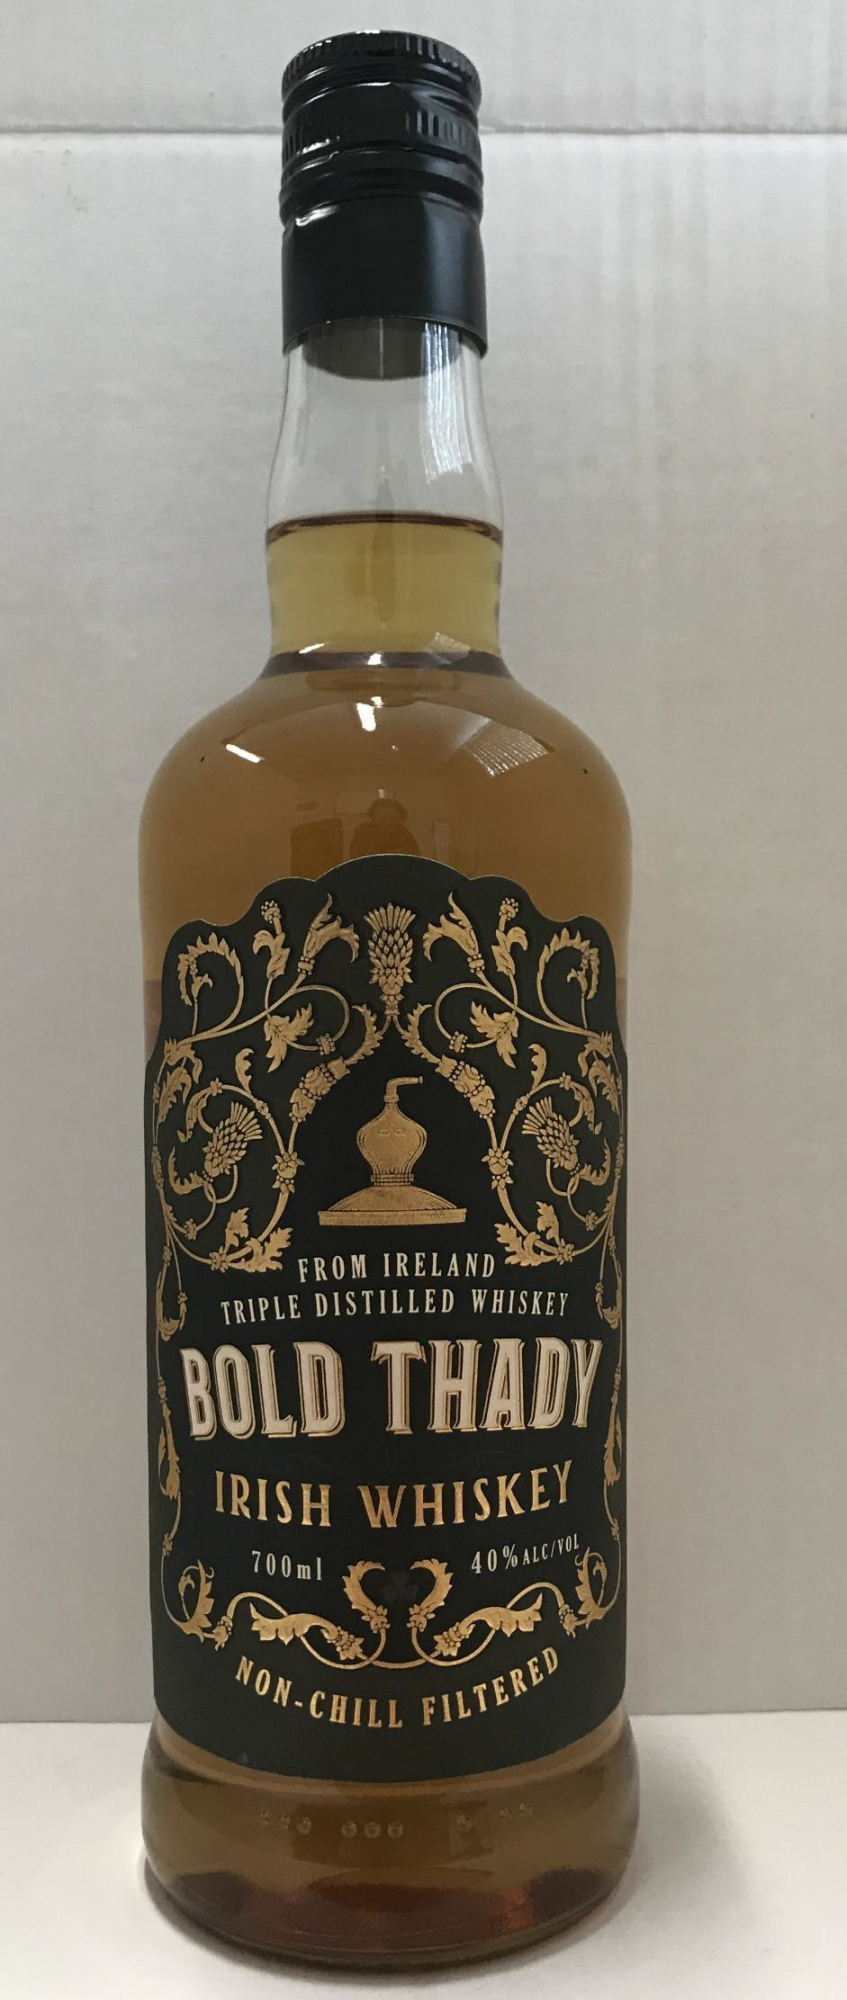 FROM IRELAND
TRIPLE DISTILLED WHISKEY
BOLD THADY
IRISH WHISKEY
700ml 40% ALC/VOL
NON-CHILL FILTERED